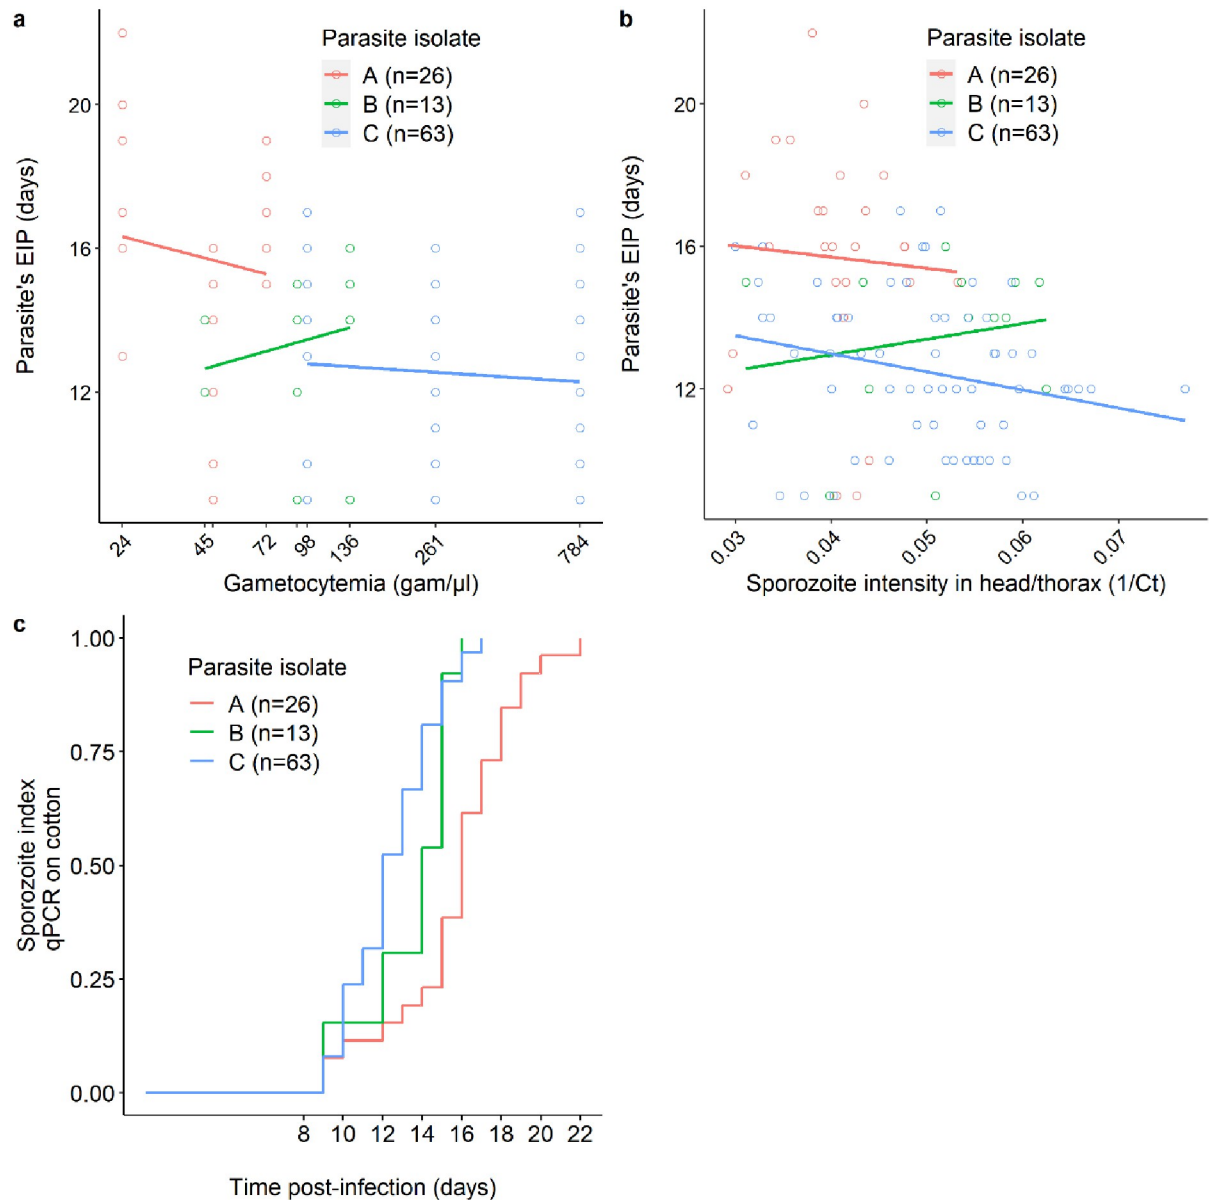 a
Parasite isolate
A (n=26)
B (n=13)
C (n=63)
20
16
12
Parasite's EIP (days)
24
45
72
98
136
261
784
Gametocytemia (gam/µl)
b
Parasite isolate
A (n=26)
B (n=13)
C (n=63)
20
16
12
Parasite's EIP (days)
0.03
0.04
0.05
0.06
0.07
Sporozoite intensity in head/thorax (1/Ct)
c
Parasite isolate
A (n=26)
B (n=13)
C (n=63)
1.00
0.75
0.50
0.25
0.00
Sporozoite index
qPCR on cotton
8 10 12 14 16 18 20 22
Time post-infection (days)